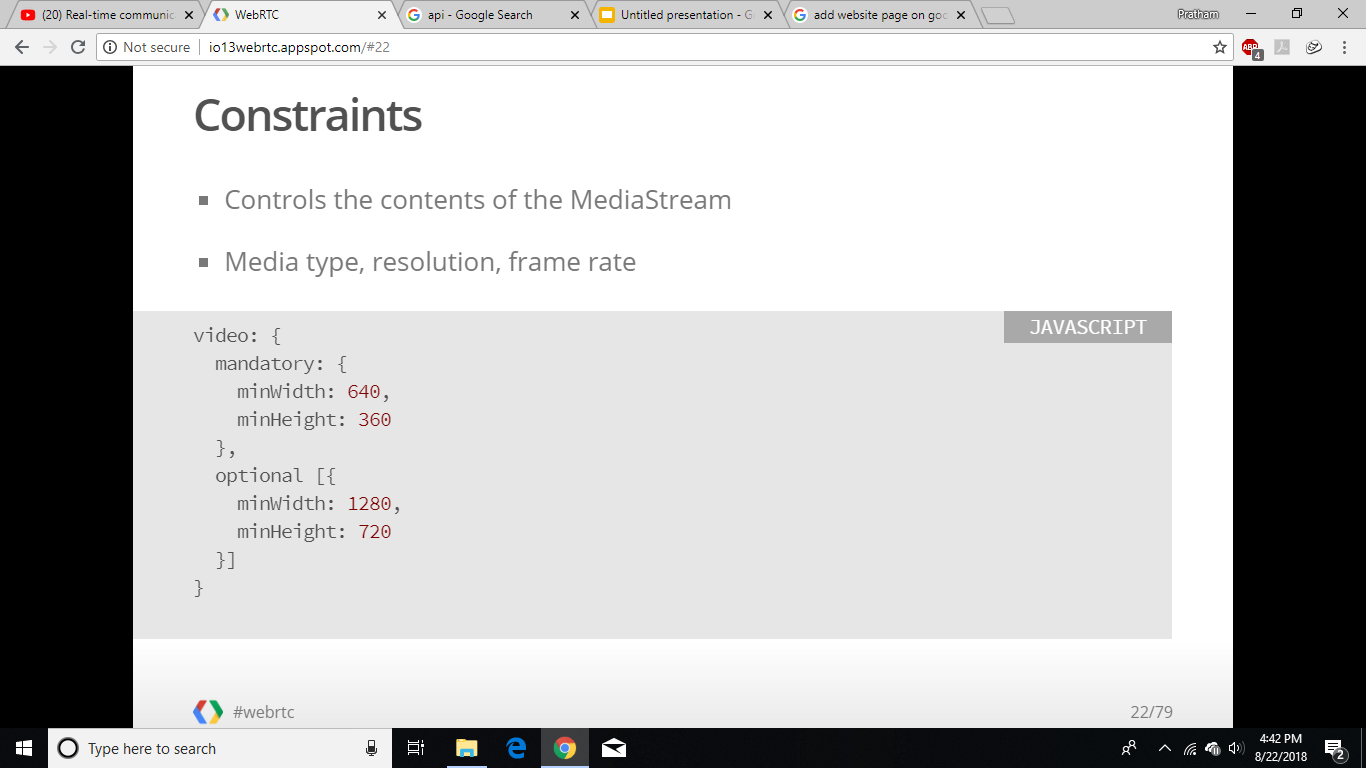 (20) Real-time communic
WebRTC
api - Google Search
Untitled presentation - G
add website page on goo
Pratham
Not secure
io13webrtc.appspot.com/#22
ABP
4
Constraints
Controls the contents of the MediaStream
Media type, resolution, frame rate
JAVASCRIPT
video: {
mandatory: {
minWidth: 640,
minHeight: 360
},
optional [{
minWidth: 1280,
minHeight: 720
}]
}
#webrtc
22/79
Type here to search
4:42 PM
8/22/2018
2